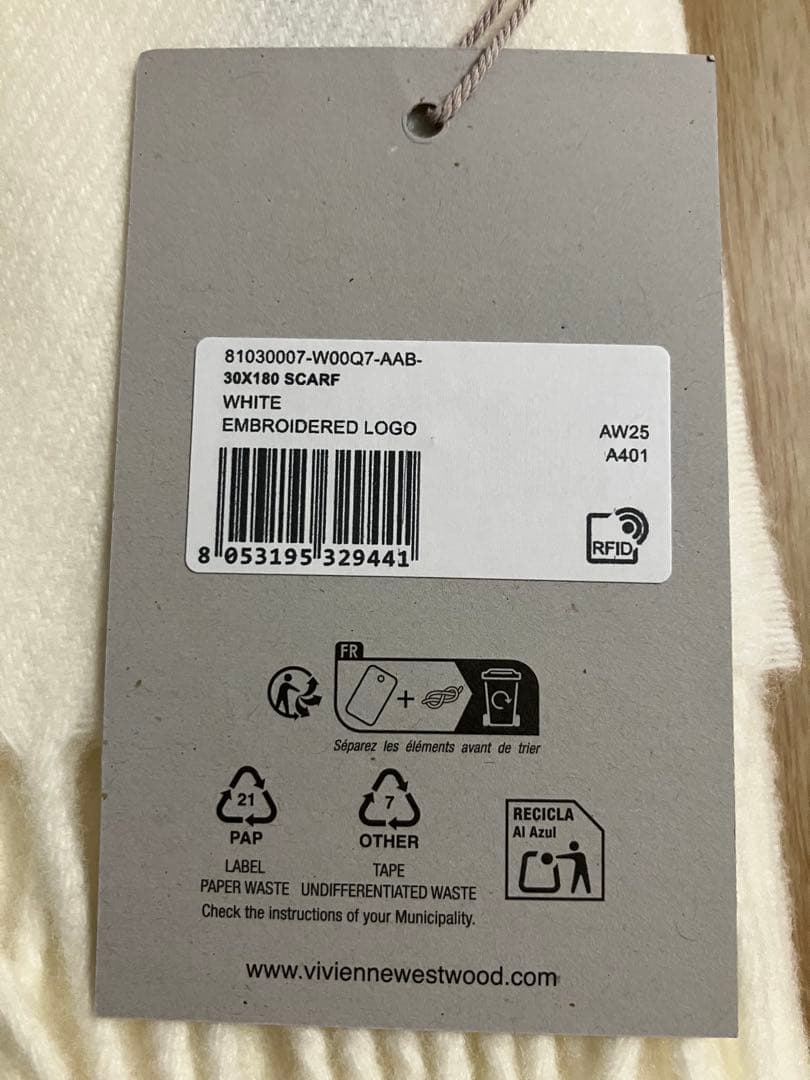 81030007-W00Q7-AAB-
30X180 SCARF
WHITE
EMBROIDERED LOGO
AW25
A401
8 053195 329441
RFID
FR
Séparez les éléments avant de trier
21
PAP
LABEL
PAPER WASTE
7
OTHER
TAPE
UNDIFFERENTIATED WASTE
RECICLA
Al Azul
Check the instructions of your Municipality.
www.viviennewestwood.com